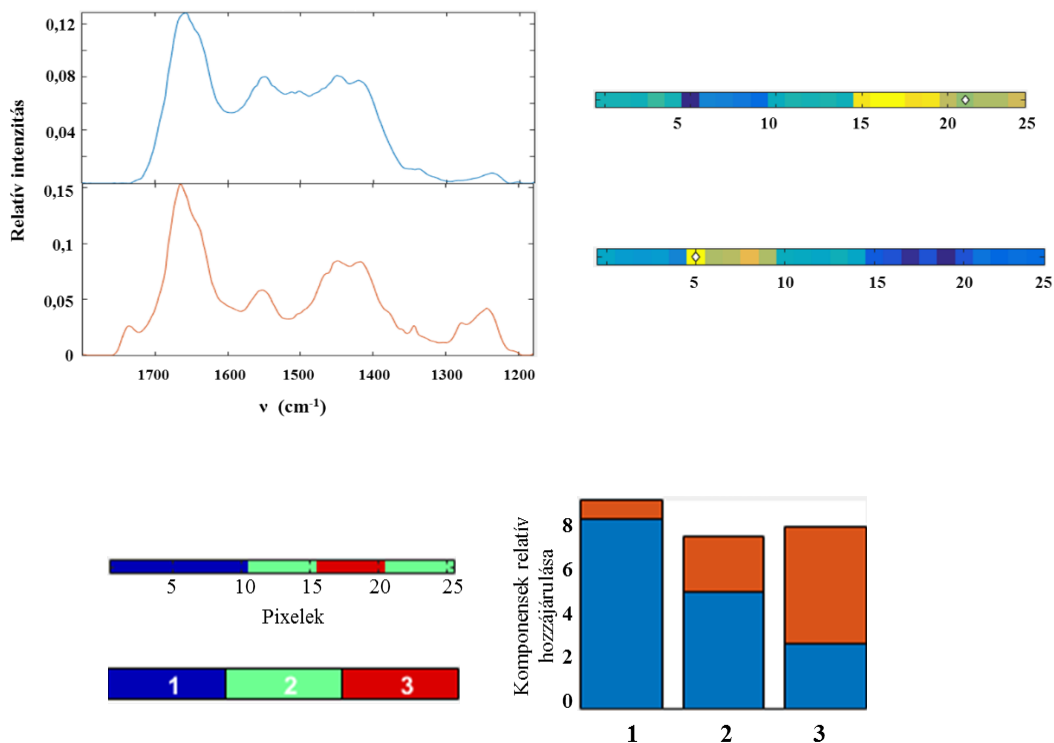 Relatív intenzitás
0,12
0,08
0,04
0,15
0,1
0,05
0
1700 1600 1500 1400 1300 1200
ν (cm-1)
5 10 15 20 25
5 10 15 20 25
5 10 15 20 25
Pixelek
1 2 3
Komponensek relatív
hozzájárulása
8
6
4
2
0
1 2 3